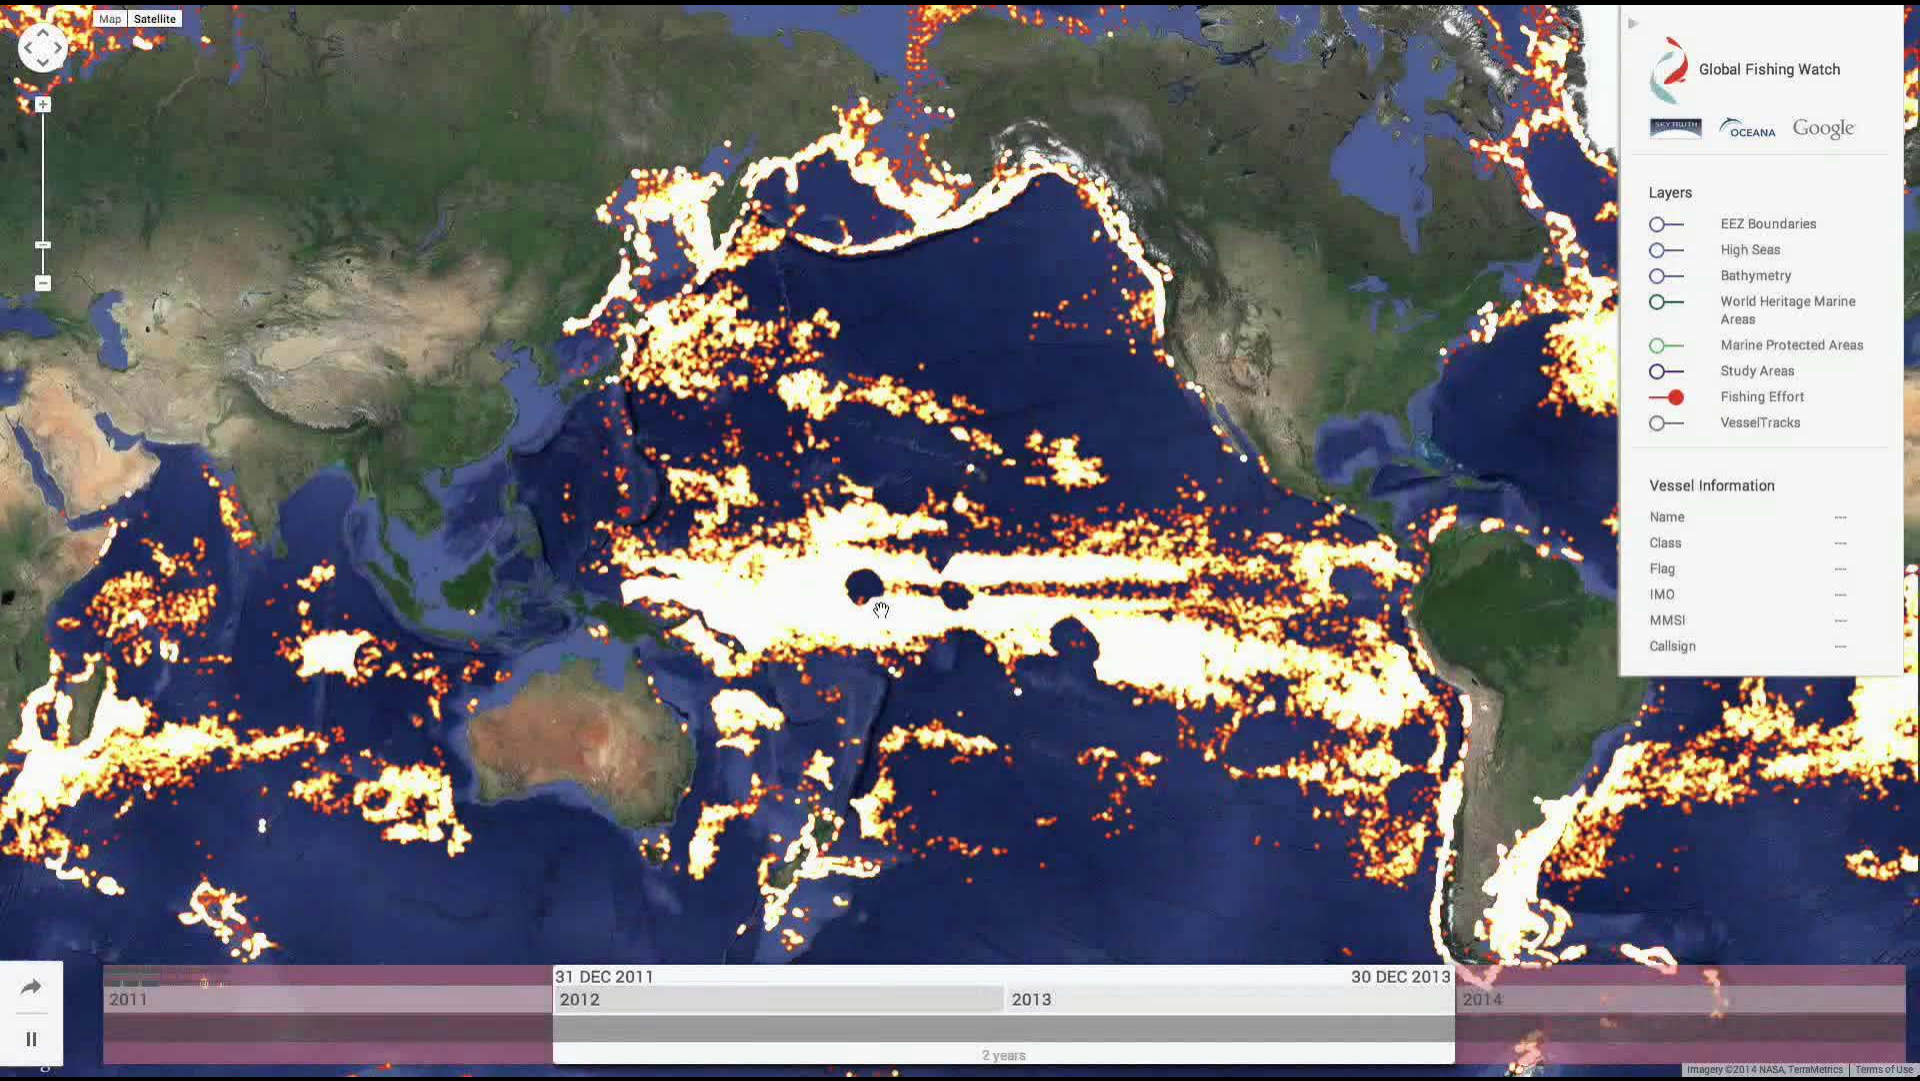 Map Satellite
Global Fishing Watch
SKYTRUTH OCEANA Google
Layers
EEZ Boundaries
High Seas
Bathymetry
World Heritage Marine
Areas
Marine Protected Areas
Study Areas
Fishing Effort
VesselTracks
Vessel Information
Name ---
Class ---
Flag ---
IMO ---
MMSI ---
Callsign ---
31 DEC 2011 30 DEC 2013
2011 2012 2013 2014
2 years
Imagery ©2014 NASA, TerraMetrics Terms of Use